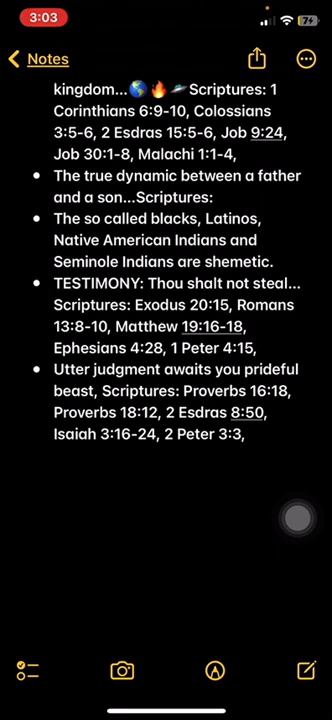 3:03
7
Notes
kingdom...🌎🔥🛸Scriptures: 1
Corinthians 6:9-10, Colossians
3:5-6, 2 Esdras 15:5-6, Job 9:24,
Job 30:1-8, Malachi 1:1-4,
• The true dynamic between a father
and a son...Scriptures:
• The so called blacks, Latinos,
Native American Indians and
Seminole Indians are shemetic.
• TESTIMONY: Thou shalt not steal...
Scriptures: Exodus 20:15, Romans
13:8-10, Matthew 19:16-18,
Ephesians 4:28, 1 Peter 4:15,
• Utter judgment awaits you prideful
beast, Scriptures: Proverbs 16:18,
Proverbs 18:12, 2 Esdras 8:50,
Isaiah 3:16-24, 2 Peter 3:3,